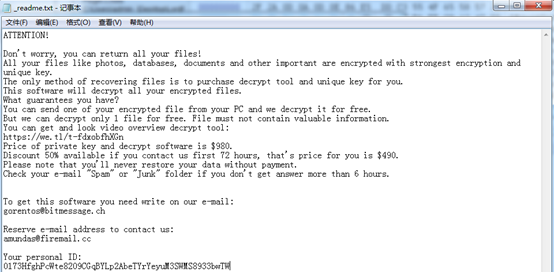 _readme.txt - 记事本
文件(F) 编辑(E) 格式(O) 查看(V) 帮助(H)
ATTENTION!
Don't worry, you can return all your files!
All your files like photos, databases, documents and other important are encrypted with strongest encryption and
unique key.
The only method of recovering files is to purchase decrypt tool and unique key for you.
This software will decrypt all your encrypted files.
What guarantees you have?
You can send one of your encrypted file from your PC and we decrypt it for free.
But we can decrypt only 1 file for free. File must not contain valuable information.
You can get and look video overview decrypt tool:
https://we.tl/t-fdxobfhXGn
Price of private key and decrypt software is $980.
Discount 50% available if you contact us first 72 hours, that's price for you is $490.
Please note that you'll never restore your data without payment.
Check your e-mail "Spam" or "Junk" folder if you don't get answer more than 6 hours.
To get this software you need write on our e-mail:
gorentos@bitmessage.ch
Reserve e-mail address to contact us:
amundas@firemail.cc
Your personal ID:
0173HfghPcWte8209CGqBYLp2AbeTYrYeyuM3SWMS8933bwTW